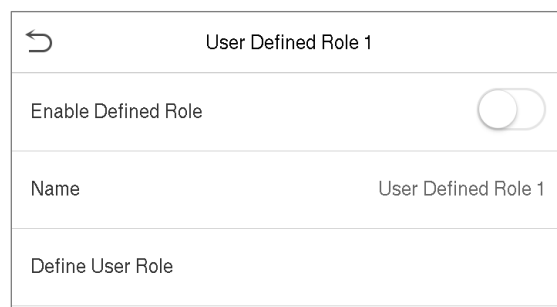 User Defined Role 1
Enable Defined Role
Name User Defined Role 1
Define User Role